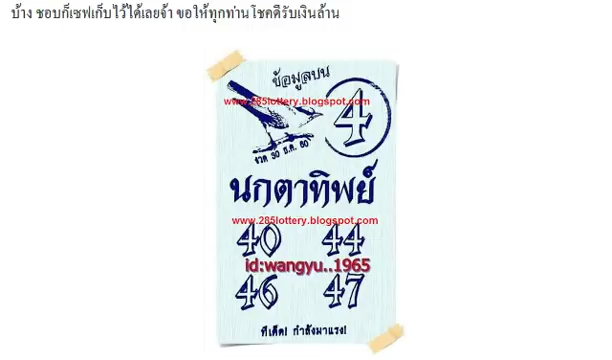 บ้าง ชอบก็เซฟเก็บไว้ได้เลยจ้า ขอให้ทุกท่านโชคดีรับเงินล้าน
ข้อมูลบน
www.285lottery.blogspot.com
4
งวด 30 ธ.ค. 60
นกตาทิพย์
www.285lottery.blogspot.com
40 44
id:wangyu..1965
46 47
ทีเด็ด! กำลังมาแรง!